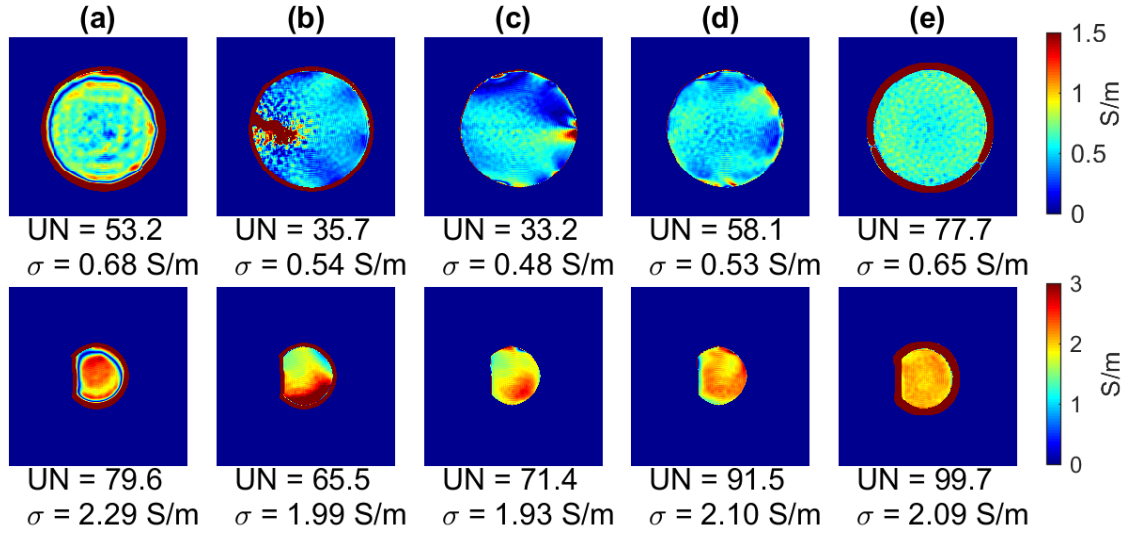 (a) (b) (c) (d) (e)
1.5
1
0.5
0
S/m
UN = 53.2 UN = 35.7 UN = 33.2 UN = 58.1 UN = 77.7
σ = 0.68 S/m σ = 0.54 S/m σ = 0.48 S/m σ = 0.53 S/m σ = 0.65 S/m
3
2
1
0
S/m
UN = 79.6 UN = 65.5 UN = 71.4 UN = 91.5 UN = 99.7
σ = 2.29 S/m σ = 1.99 S/m σ = 1.93 S/m σ = 2.10 S/m σ = 2.09 S/m